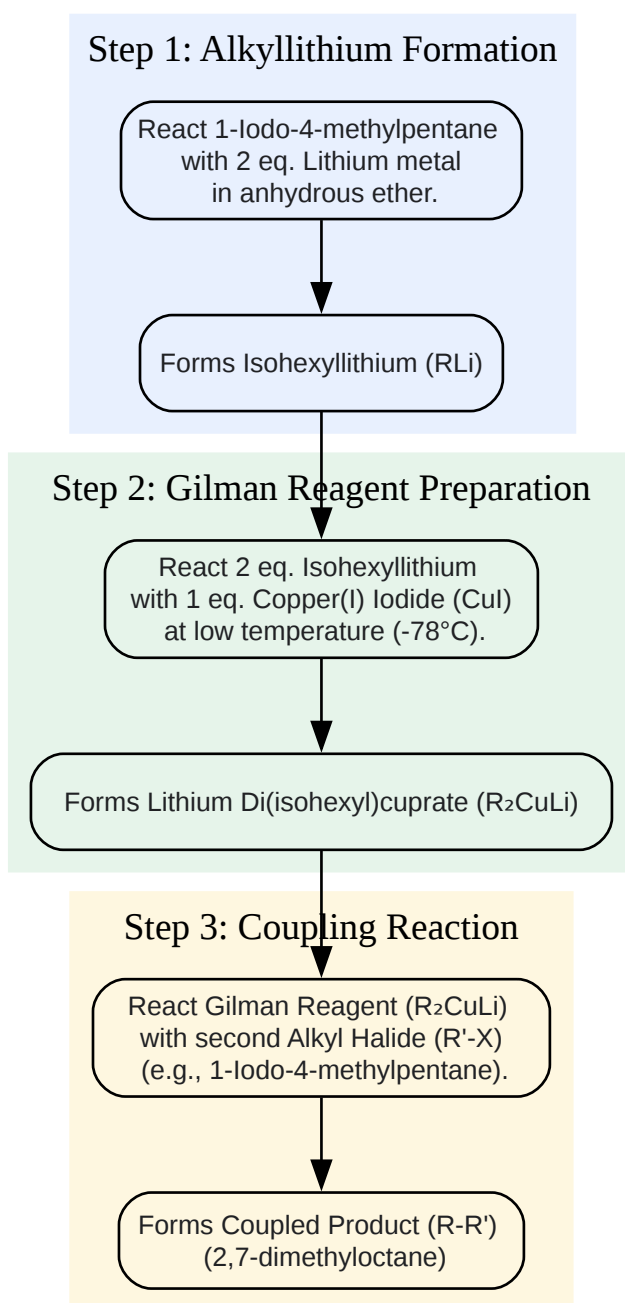 Step 1: Alkyllithium Formation
React 1-Iodo-4-methylpentane
with 2 eq. Lithium metal
in anhydrous ether.
Forms Isohexyllithium (RLi)
Step 2: Gilman Reagent Preparation
React 2 eq. Isohexyllithium
with 1 eq. Copper(I) Iodide (CuI)
at low temperature (-78°C).
Forms Lithium Di(isohexyl)cuprate (R₂CuLi)
Step 3: Coupling Reaction
React Gilman Reagent (R₂CuLi)
with second Alkyl Halide (R'-X)
(e.g., 1-Iodo-4-methylpentane).
Forms Coupled Product (R-R')
(2,7-dimethyloctane)